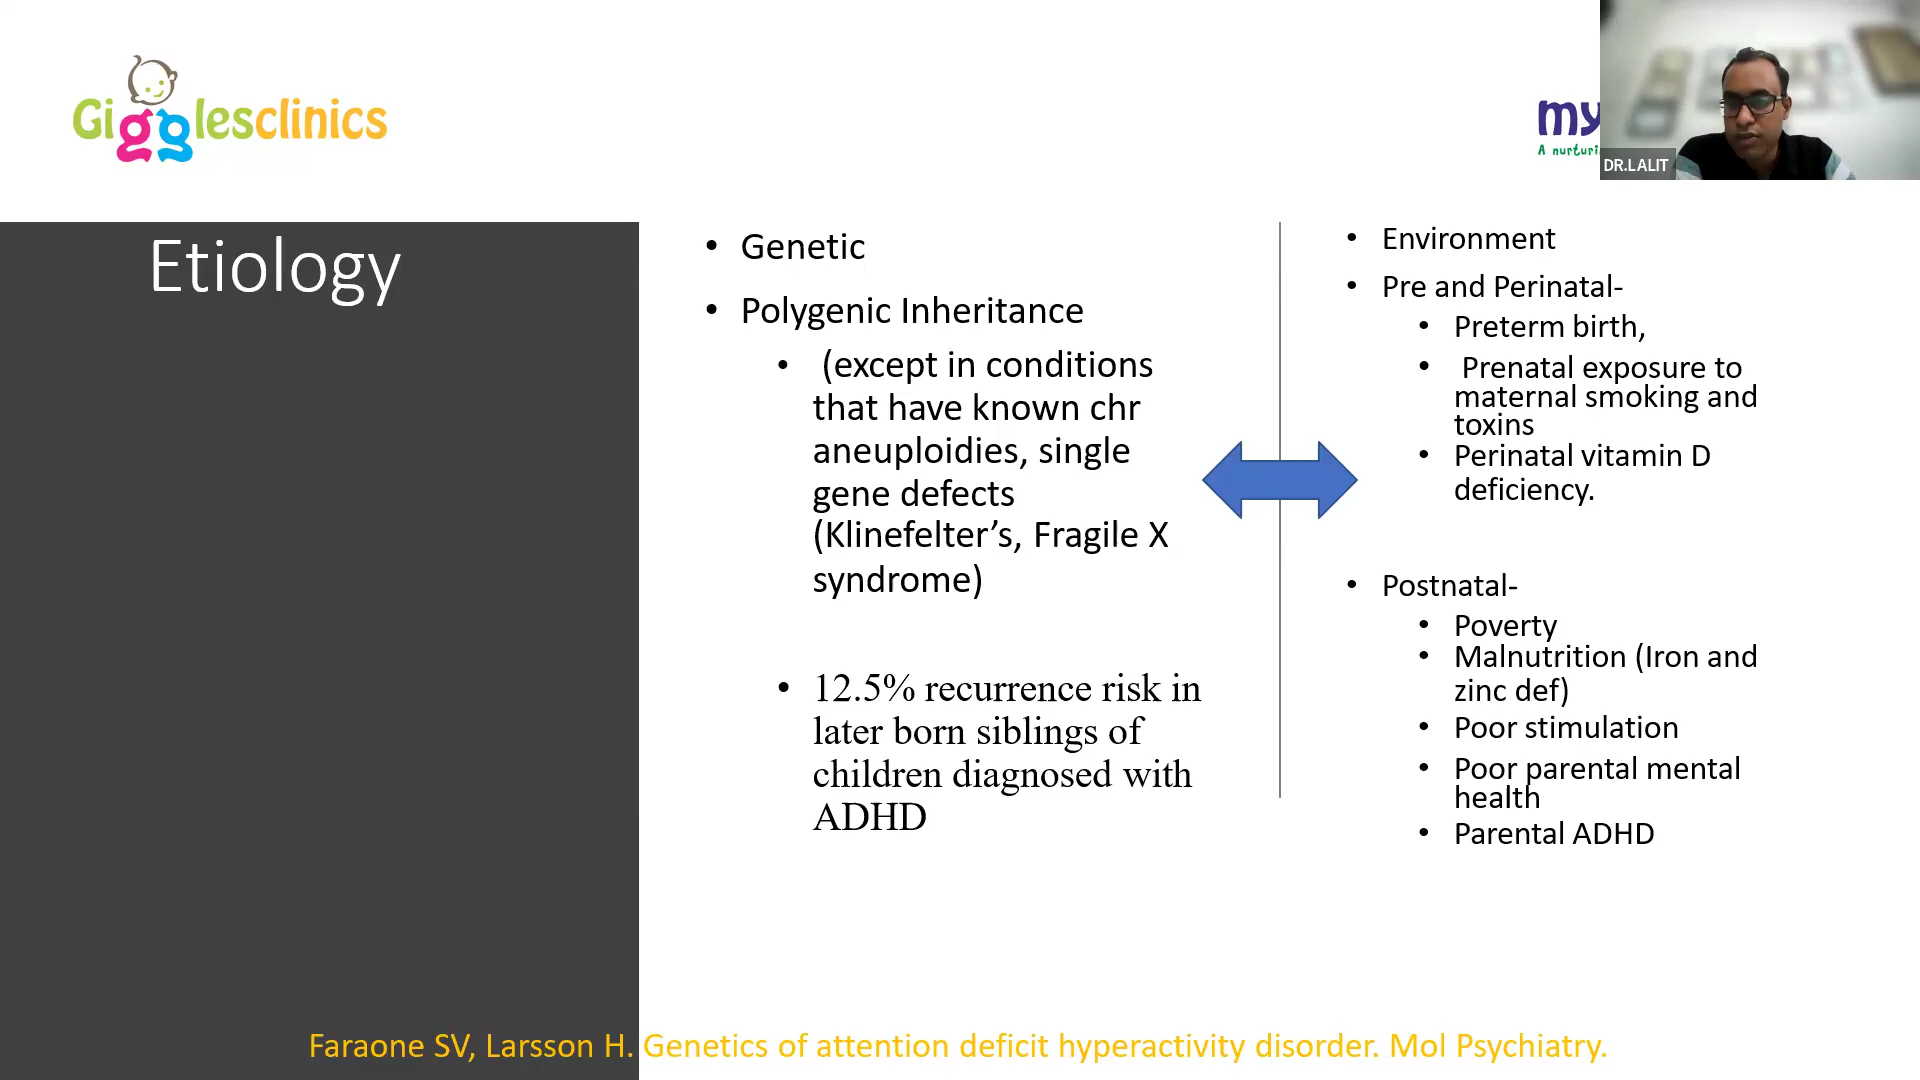 Gigglesclinics
my
A nurturi
DR.LALIT
Etiology
• Genetic
• Polygenic Inheritance
• (except in conditions
that have known chr
aneuploidies, single
gene defects
(Klinefelter’s, Fragile X
syndrome)
• 12.5% recurrence risk in
later born siblings of
children diagnosed with
ADHD
• Environment
• Pre and Perinatal-
• Preterm birth,
• Prenatal exposure to
maternal smoking and
toxins
• Perinatal vitamin D
deficiency.
• Postnatal-
• Poverty
• Malnutrition (Iron and
zinc def)
• Poor stimulation
• Poor parental mental
health
• Parental ADHD
Faraone SV, Larsson H. Genetics of attention deficit hyperactivity disorder. Mol Psychiatry.